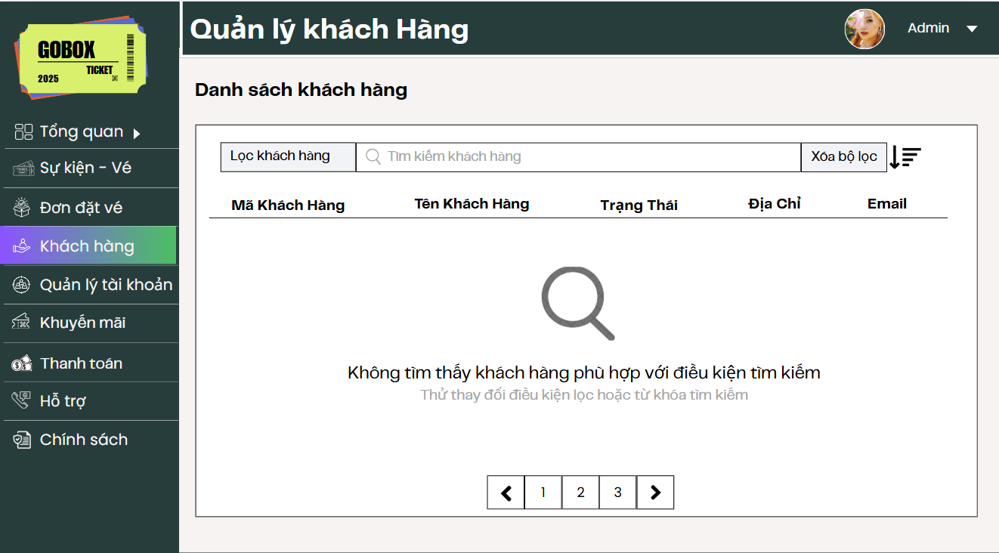 GOBOX
TICKET
2025
Quản lý khách Hàng
Admin
Tổng quan
Sự kiện - Vé
Đơn đặt vé
Khách hàng
Quản lý tài khoản
Khuyến mãi
Thanh toán
Hỗ trợ
Chính sách
Danh sách khách hàng
Lọc khách hàng
Tìm kiếm khách hàng
Xóa bộ lọc
Mã Khách Hàng
Tên Khách Hàng
Trạng Thái
Địa Chỉ
Email
Không tìm thấy khách hàng phù hợp với điều kiện tìm kiếm
Thử thay đổi điều kiện lọc hoặc từ khóa tìm kiếm
1 2 3